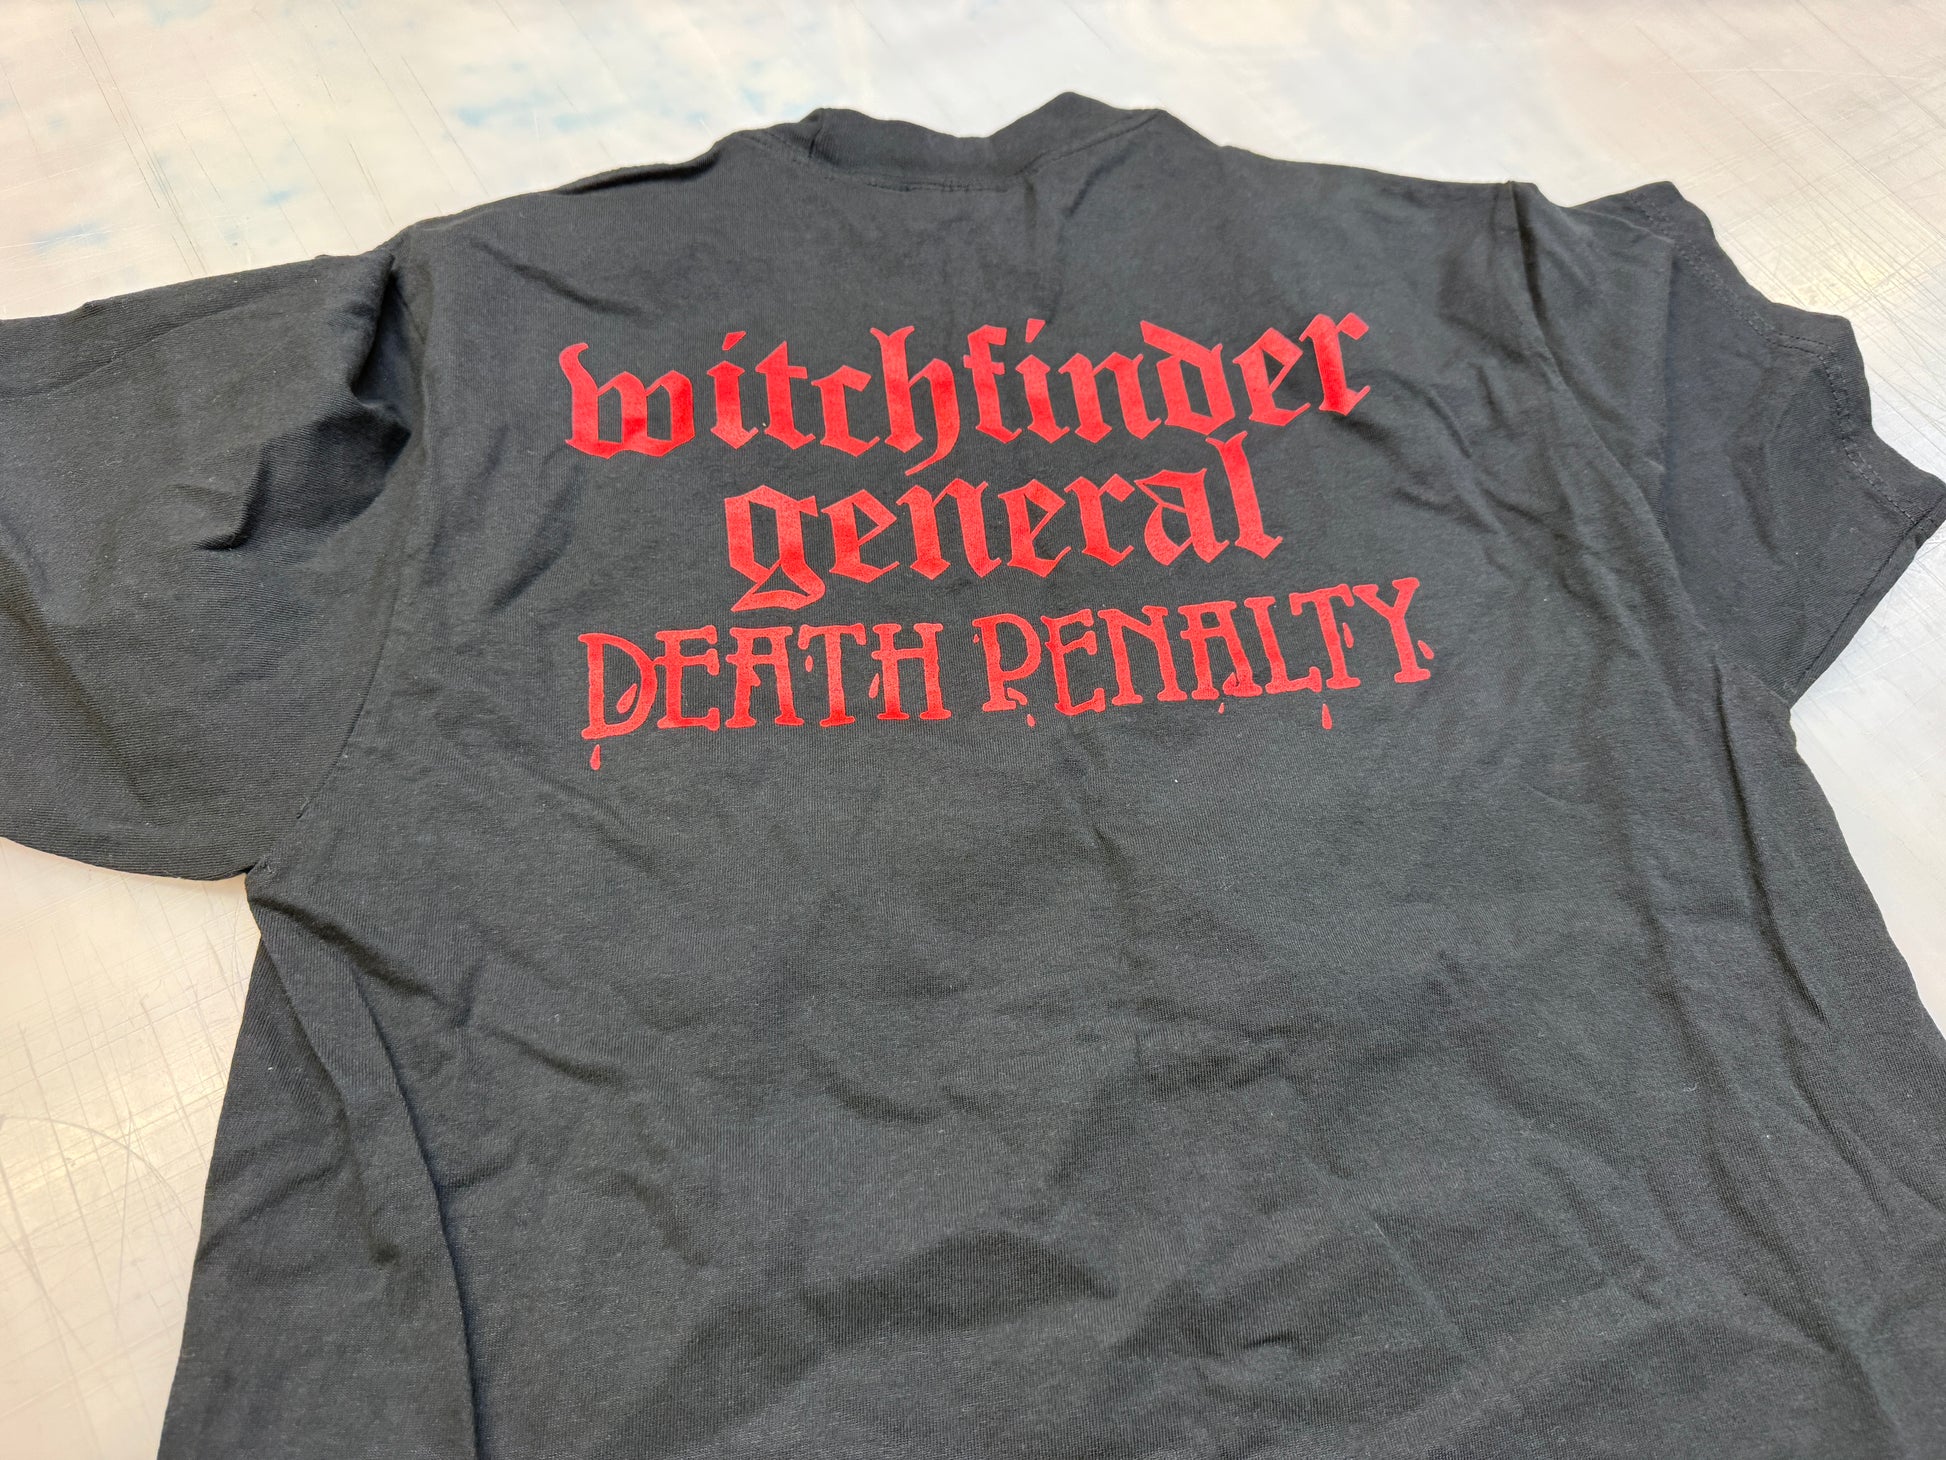 witchfinder
general
DEATH PENALTY